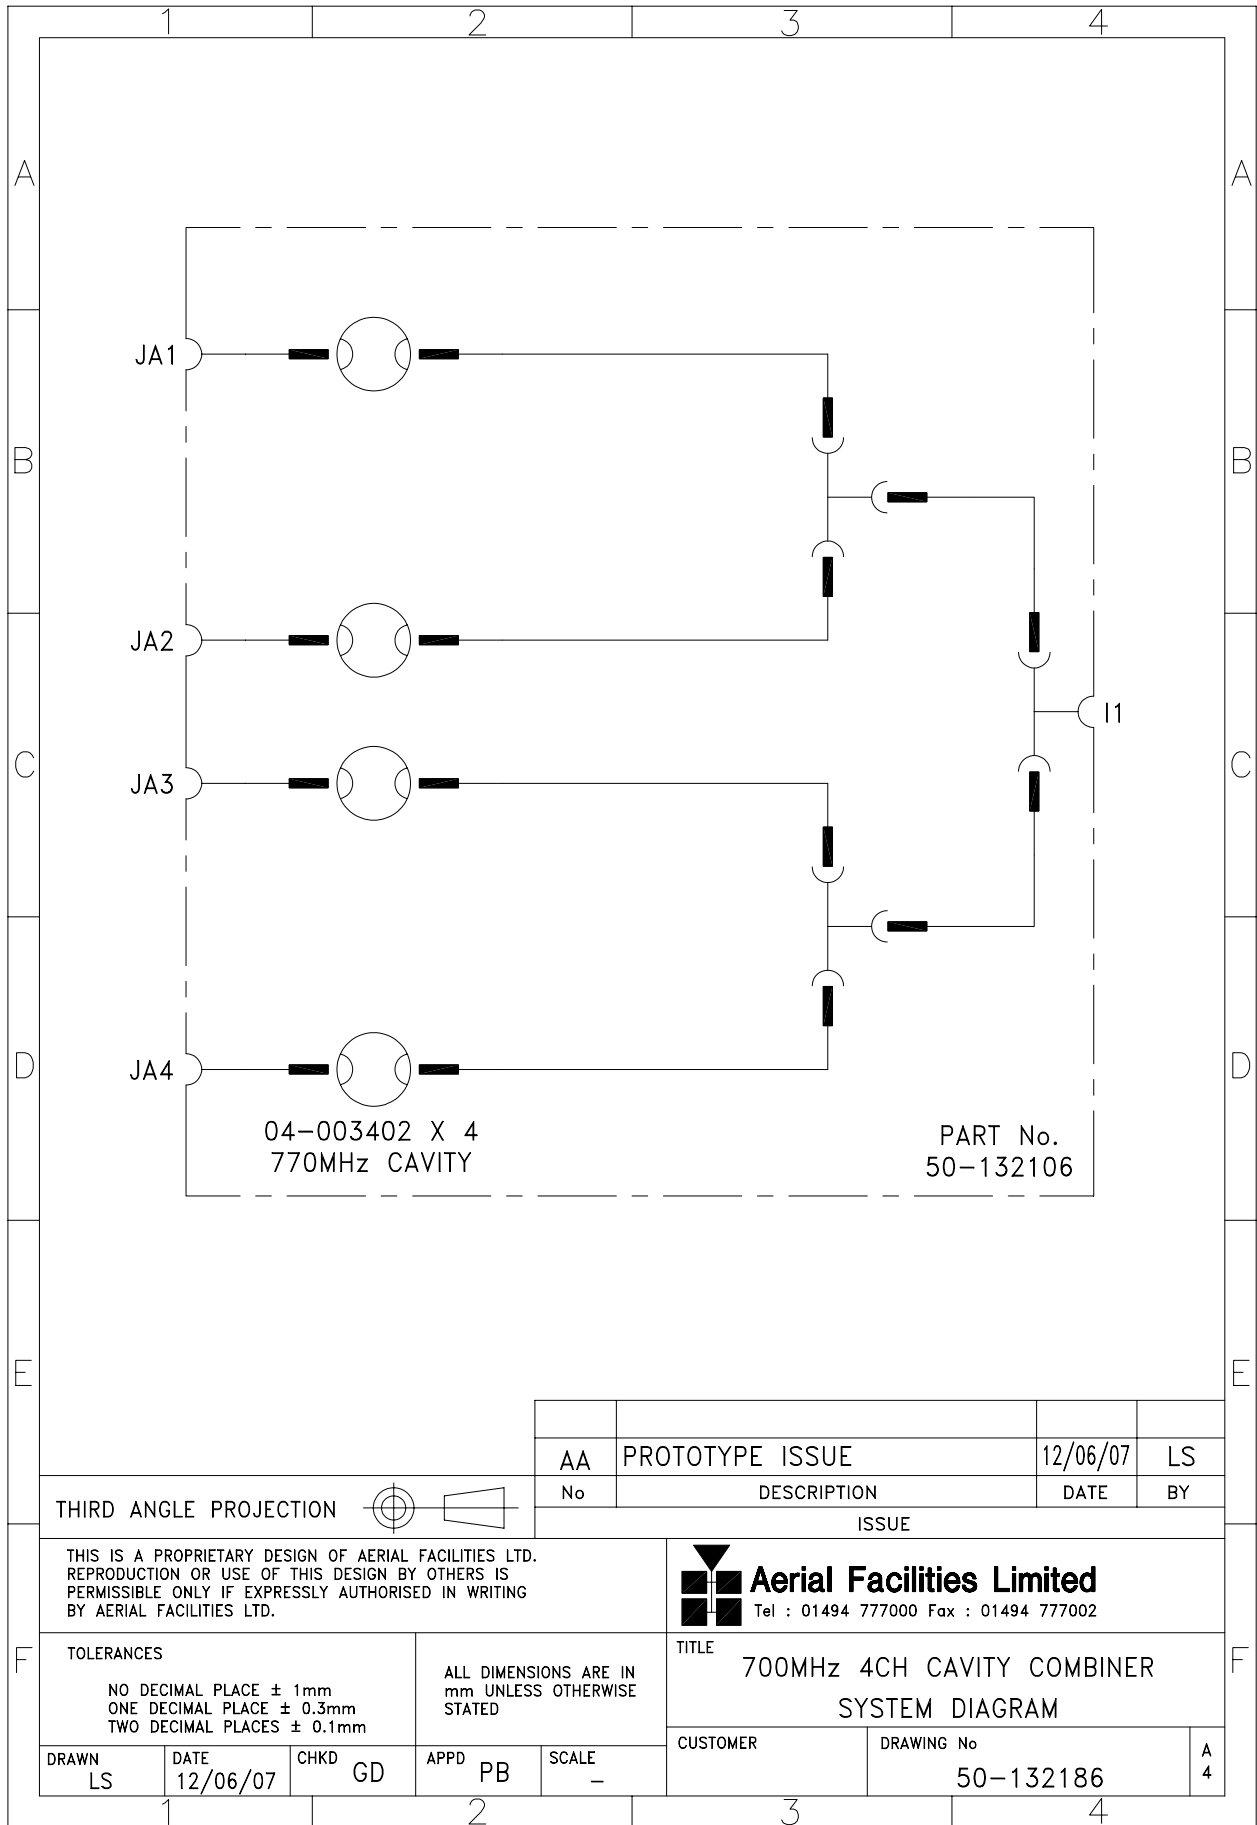 1 2 3 4
A A
JA1
B B
JA2
I1
C C
JA3
D D
JA4
04-003402 X 4
770MHz CAVITY
PART No.
50-132106
E E
AA PROTOTYPE ISSUE 12/06/07 LS
No DESCRIPTION DATE BY
ISSUE
THIRD ANGLE PROJECTION
THIS IS A PROPRIETARY DESIGN OF AERIAL FACILITIES LTD.
REPRODUCTION OR USE OF THIS DESIGN BY OTHERS IS
PERMISSIBLE ONLY IF EXPRESSLY AUTHORISED IN WRITING
BY AERIAL FACILITIES LTD.
Aerial Facilities Limited
Tel : 01494 777000 Fax : 01494 777002
F F
TOLERANCES
NO DECIMAL PLACE ± 1mm
ONE DECIMAL PLACE ± 0.3mm
TWO DECIMAL PLACES ± 0.1mm
ALL DIMENSIONS ARE IN
mm UNLESS OTHERWISE
STATED
TITLE
700MHz 4CH CAVITY COMBINER
SYSTEM DIAGRAM
DRAWN
LS
DATE
12/06/07
CHKD
GD
APPD
PB
SCALE
–
CUSTOMER
DRAWING No
50-132186
A
4
1 2 3 4